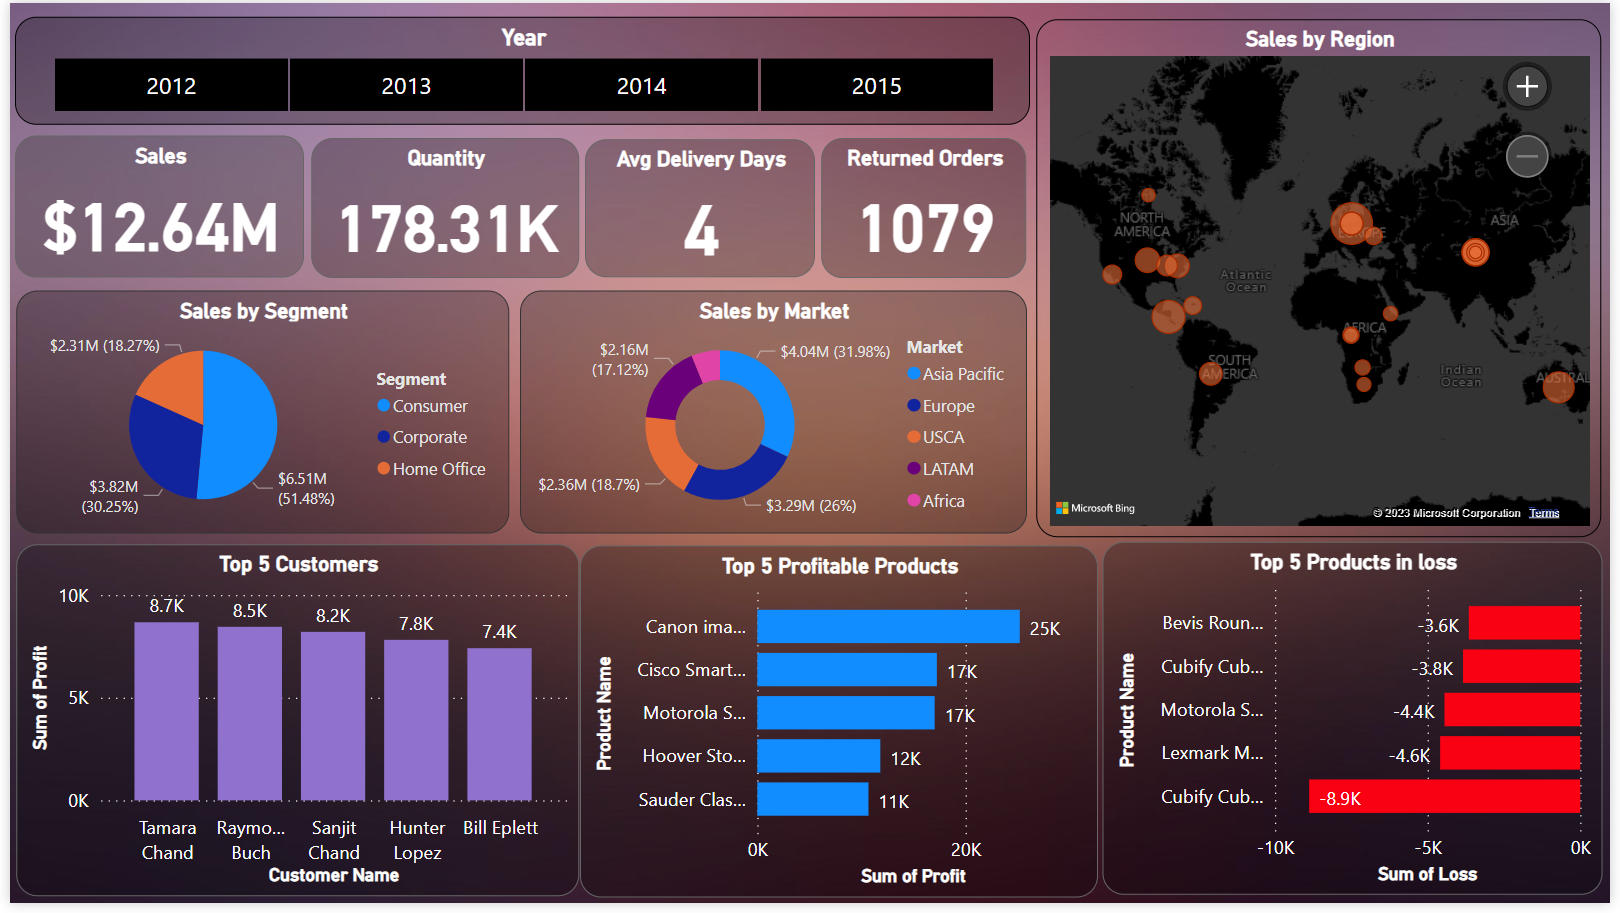 Year
2012
2013
2014
2015
Sales
$12.64M
Quantity
178.31K
Avg Delivery Days
4
Returned Orders
1079
Sales by Region
NORTH
AMERICA
EUROPE
ASIA
Atlantic
Ocean
AFRICA
SOUTH
AMERICA
Indian
Ocean
AUSTRAL
Microsoft Bing
© 2023 Microsoft Corporation Terms
Sales by Segment
$2.31M (18.27%)
$3.82M
(30.25%)
$6.51M
(51.48%)
Segment
Consumer
Corporate
Home Office
Sales by Market
$2.16M
(17.12%)
$4.04M (31.98%)
$2.36M (18.7%)
$3.29M (26%)
Market
Asia Pacific
Europe
USCA
LATAM
Africa
Top 5 Customers
Sum of Profit
10K
5K
0K
8.7K
8.5K
8.2K
7.8K
7.4K
Tamara
Chand
Raymo...
Buch
Sanjit
Chand
Hunter
Lopez
Bill Eplett
Customer Name
Top 5 Profitable Products
Product Name
Canon ima...
25K
Cisco Smart...
17K
Motorola S...
17K
Hoover Sto...
12K
Sauder Clas...
11K
0K
20K
Sum of Profit
Top 5 Products in loss
Product Name
Bevis Roun...
-3.6K
Cubify Cub...
-3.8K
Motorola S...
-4.4K
Lexmark M...
-4.6K
Cubify Cub...
-8.9K
-10K
-5K
0K
Sum of Loss